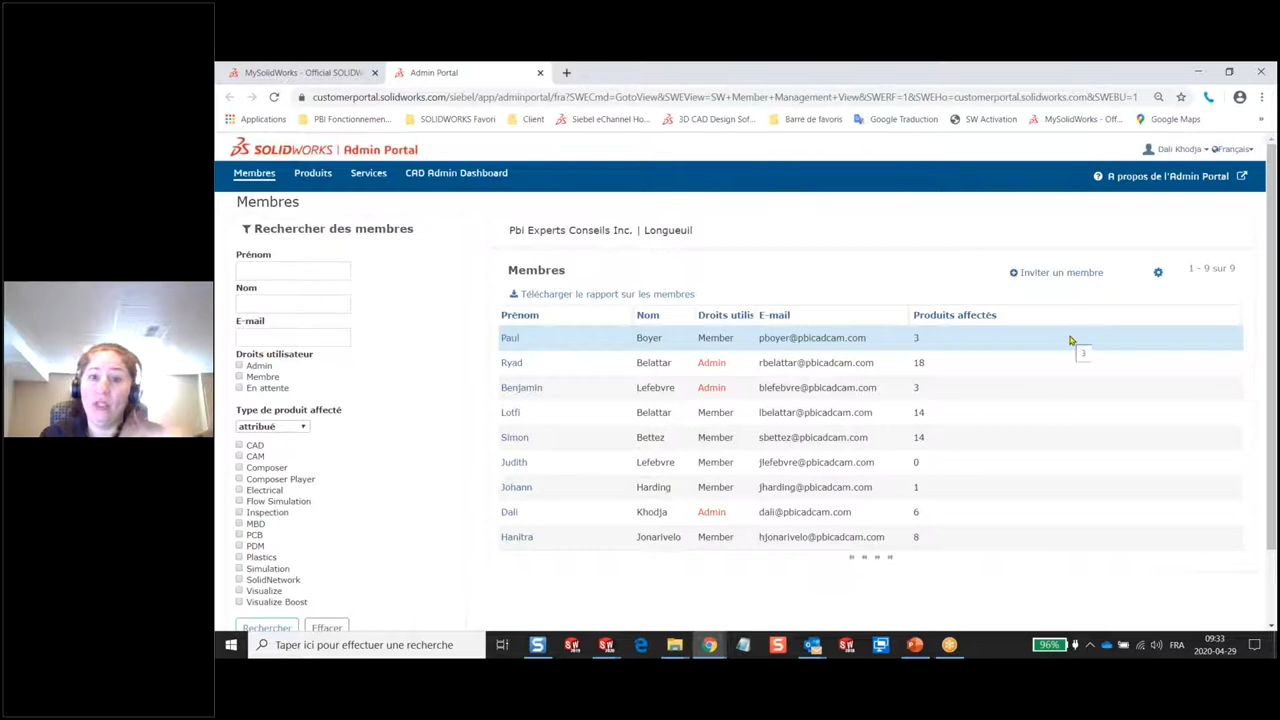 MySolidWorks - Official SOLIDW
Admin Portal
customerportal.solidworks.com/siebel/app/adminportal/fra?SWECmd=GotoView&SWEView=SW+Member+Management+View&SWERF=1&SWEHo=customerportal.solidworks.com&SWEBU=1
Applications
PBI Fonctionnemen...
SOLIDWORKS Favori
Client
Siebel eChannel Ho...
3D CAD Design Sof...
Barre de favoris
Google Traduction
SW Activation
MySolidWorks - Off...
Google Maps
SOLIDWORKS | Admin Portal
Dali Khodja
Français
Membres
Produits
Services
CAD Admin Dashboard
A propos de l'Admin Portal
Membres
Rechercher des membres
Prénom
Nom
E-mail
Droits utilisateur
Admin
Membre
En attente
Type de produit affecté
attribué
CAD
CAM
Composer
Composer Player
Electrical
Flow Simulation
Inspection
MBD
PCB
PDM
Plastics
Simulation
SolidNetwork
Visualize
Visualize Boost
Rechercher
Effacer
Pbi Experts Conseils Inc. | Longueuil
Membres
Inviter un membre
1 - 9 sur 9
Télécharger le rapport sur les membres
Prénom Nom Droits utilis E-mail Produits affectés
Paul Boyer Member pboyer@pbicadcam.com 3
3
Ryad Belattar Admin rbelattar@pbicadcam.com 18
Benjamin Lefebvre Admin blefebvre@pbicadcam.com 3
Lotfi Belattar Member lbelattar@pbicadcam.com 14
Simon Bettez Member sbettez@pbicadcam.com 14
Judith Lefebvre Member jlefebvre@pbicadcam.com 0
Johann Harding Member jharding@pbicadcam.com 1
Dali Khodja Admin dali@pbicadcam.com 6
Hanitra Jonarivelo Member hjonarivelo@pbicadcam.com 8
Taper ici pour effectuer une recherche
96%
FRA
09:33
2020-04-29